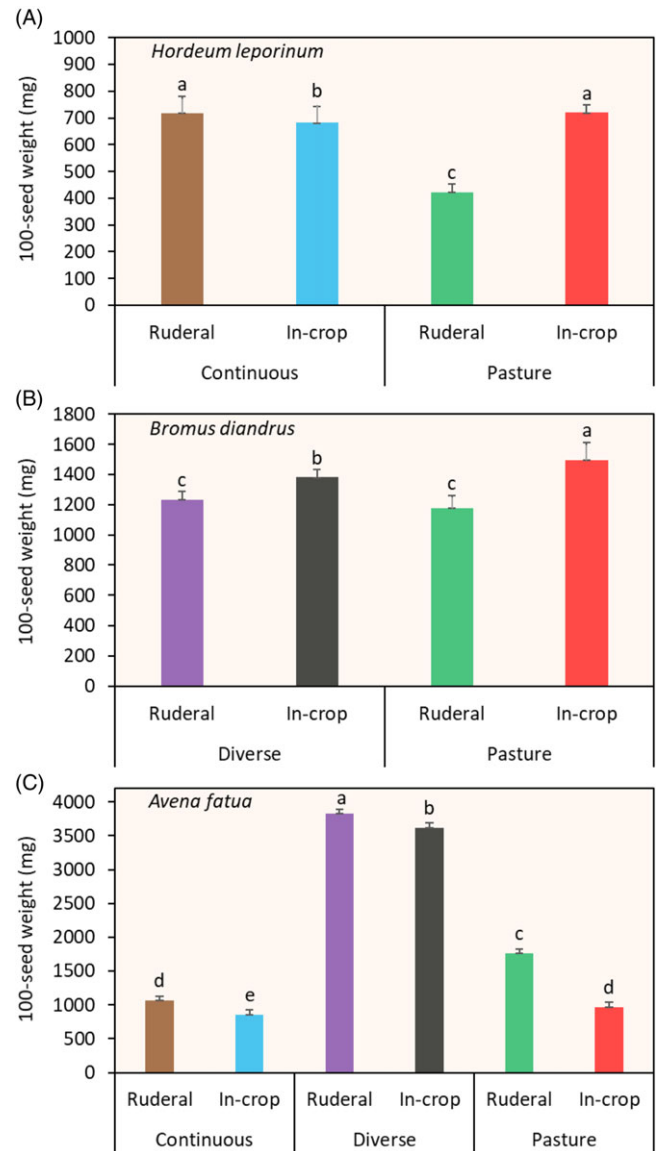 (A)
Hordeum leporinum
100-seed weight (mg)
1000
900
800
700
600
500
400
300
200
100
0
a
b
c
a
Ruderal In-crop Ruderal In-crop
Continuous Pasture
(B)
Bromus diandrus
100-seed weight (mg)
1800
1600
1400
1200
1000
800
600
400
200
0
c
b
c
a
Ruderal In-crop Ruderal In-crop
Diverse Pasture
(C)
Avena fatua
100-seed weight (mg)
4000
3500
3000
2500
2000
1500
1000
500
0
d
e
a
b
c
d
Ruderal In-crop Ruderal In-crop Ruderal In-crop
Continuous Diverse Pasture